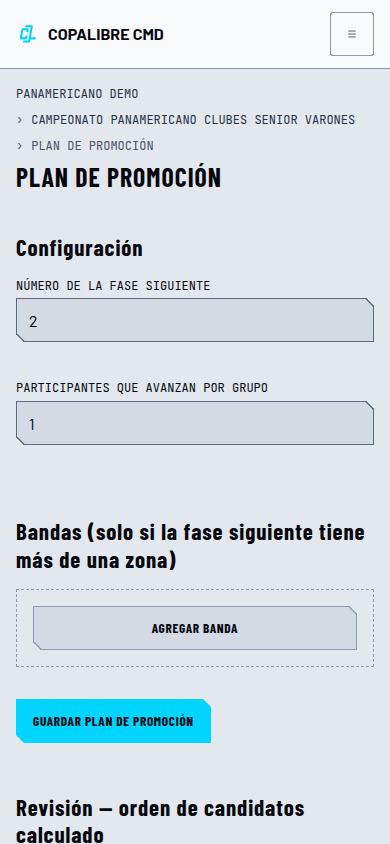 COPALIBRE CMD
PANAMERICANO DEMO
› CAMPEONATO PANAMERICANO CLUBES SENIOR VARONES
› PLAN DE PROMOCIÓN
PLAN DE PROMOCIÓN
Configuración
NÚMERO DE LA FASE SIGUIENTE
2
PARTICIPANTES QUE AVANZAN POR GRUPO
1
Bandas (solo si la fase siguiente tiene
más de una zona)
AGREGAR BANDA
GUARDAR PLAN DE PROMOCIÓN
Revisión — orden de candidatos
calculado